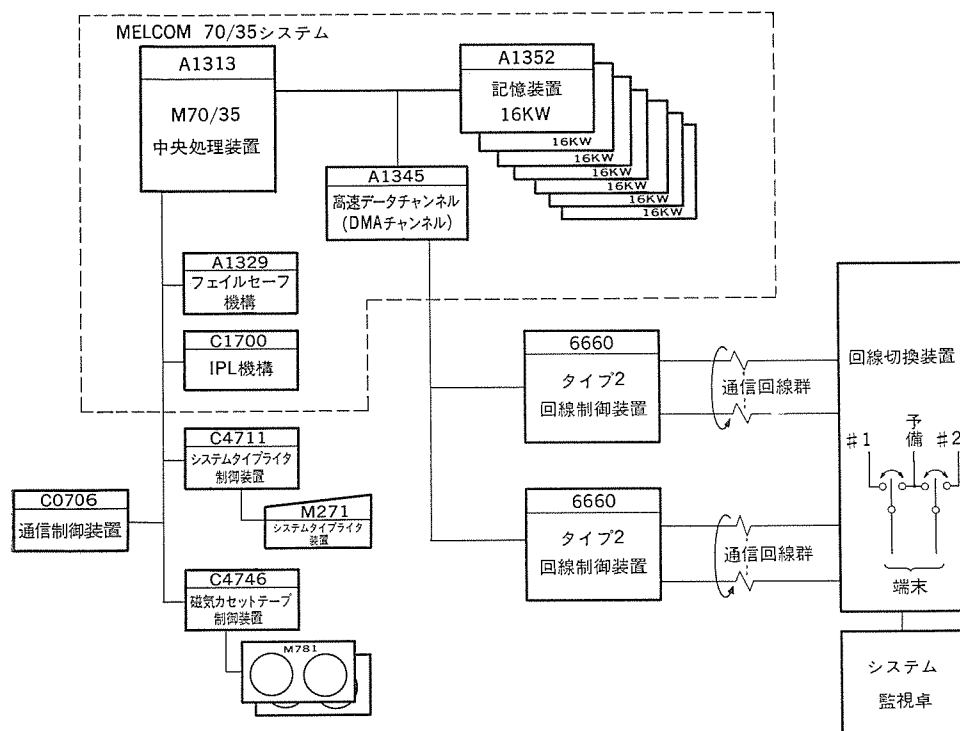 MELCOM 70/35システム
A1313
M70/35
中央処理装置
A1352
記憶装置
16KW
16KW
16KW
16KW
16KW
16KW
16KW
A1345
高速データチャンネル
(DMAチャンネル)
A1329
フェイルセーフ
機構
C1700
IPL機構
C4711
システムタイプライタ
制御装置
M271
システムタイプライタ
装置
C0706
通信制御装置
C4746
磁気カセットテープ
制御装置
M781
6660
タイプ2
回線制御装置
通信回線群
6660
タイプ2
回線制御装置
通信回線群
回線切換装置
#1
予備
#2
端末
システム
監視卓